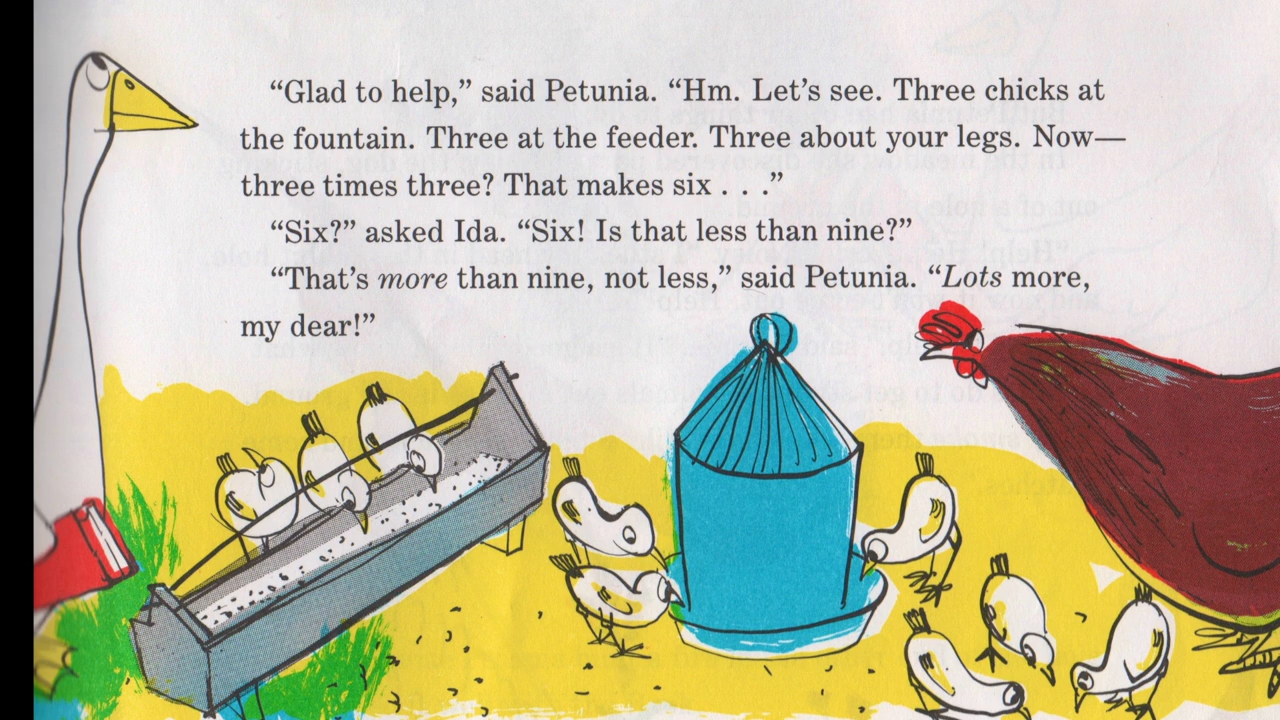 “Glad to help,” said Petunia. “Hm. Let’s see. Three chicks at
the fountain. Three at the feeder. Three about your legs. Now—
three times three? That makes six . . .”
“Six?” asked Ida. “Six! Is that less than nine?”
“That’s more than nine, not less,” said Petunia. “Lots more,
my dear!”